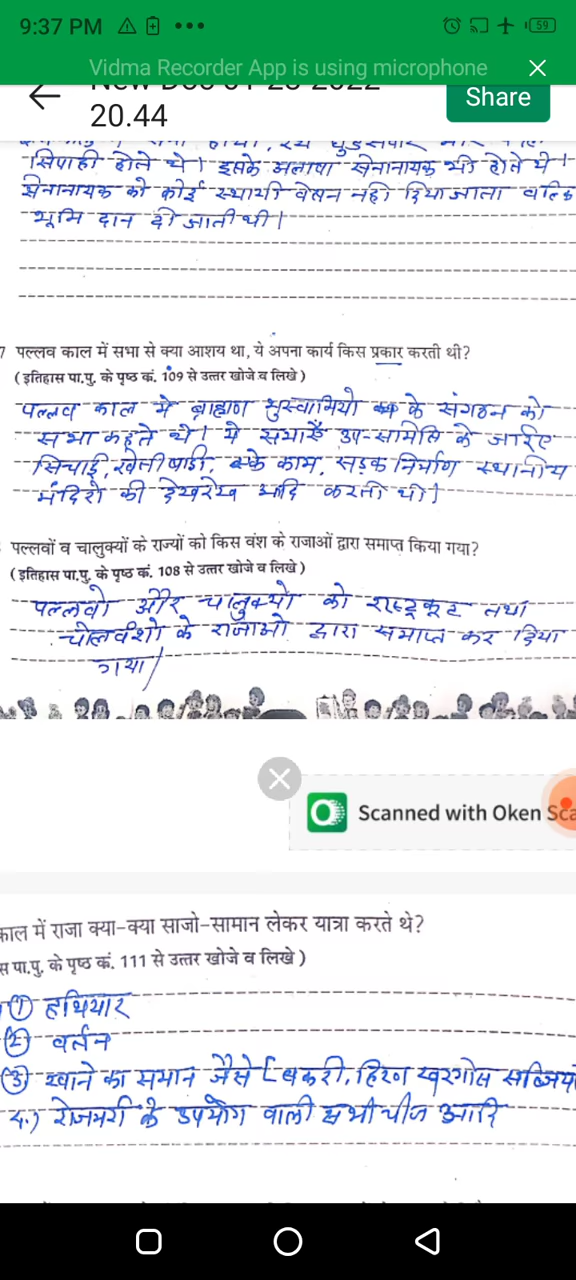 9:37 PM
59
Vidma Recorder App is using microphone
20.44
Share
सिपाही होते थे। इसके अलावा सेनानायक भी होते थे।
सेनानायक को कोई स्थायी वेतन नही दिया जाता बल्कि
भूमि दान दी जाती थी।
7 पल्लव काल में सभा से क्या आशय था, ये अपना कार्य किस प्रकार करती थी?
(इतिहास पा.पु. के पृष्ठ कं. 109 से उत्तर खोजे व लिखे )
पल्लव काल मे ब्राह्मण भुस्वामियो के संगठन को
सभा कहते थे। ये सभाएँ उप-समिति के जरिए
सिचाई, खेती बाडी, के काम, सड़क निर्माण स्थानीय
मंदिरो की देखरेख आदि करती थी।
पल्लवों व चालुक्यों के राज्यों को किस वंश के राजाओं द्वारा समाप्त किया गया?
(इतिहास पा.पु. के पृष्ठ कं. 108 से उत्तर खोजे व लिखे )
पल्लवो और चालुक्यो को राष्ट्रकूट तथा
चोलवंशो के राजाओ द्वारा समाप्त कर दिया
गया।
Scanned with Oken Sca
काल में राजा क्या-क्या साजो-सामान लेकर यात्रा करते थे?
स पा.पु. के पृष्ठ कं. 111 से उत्तर खोजे व लिखे )
① हथियार
② बर्तन
③ खाने का समान जैसे [बकरी, हिरन खरगोस सब्जिय
4.) रोजमर्रा के उपयोग वाली सभी चीज आदि